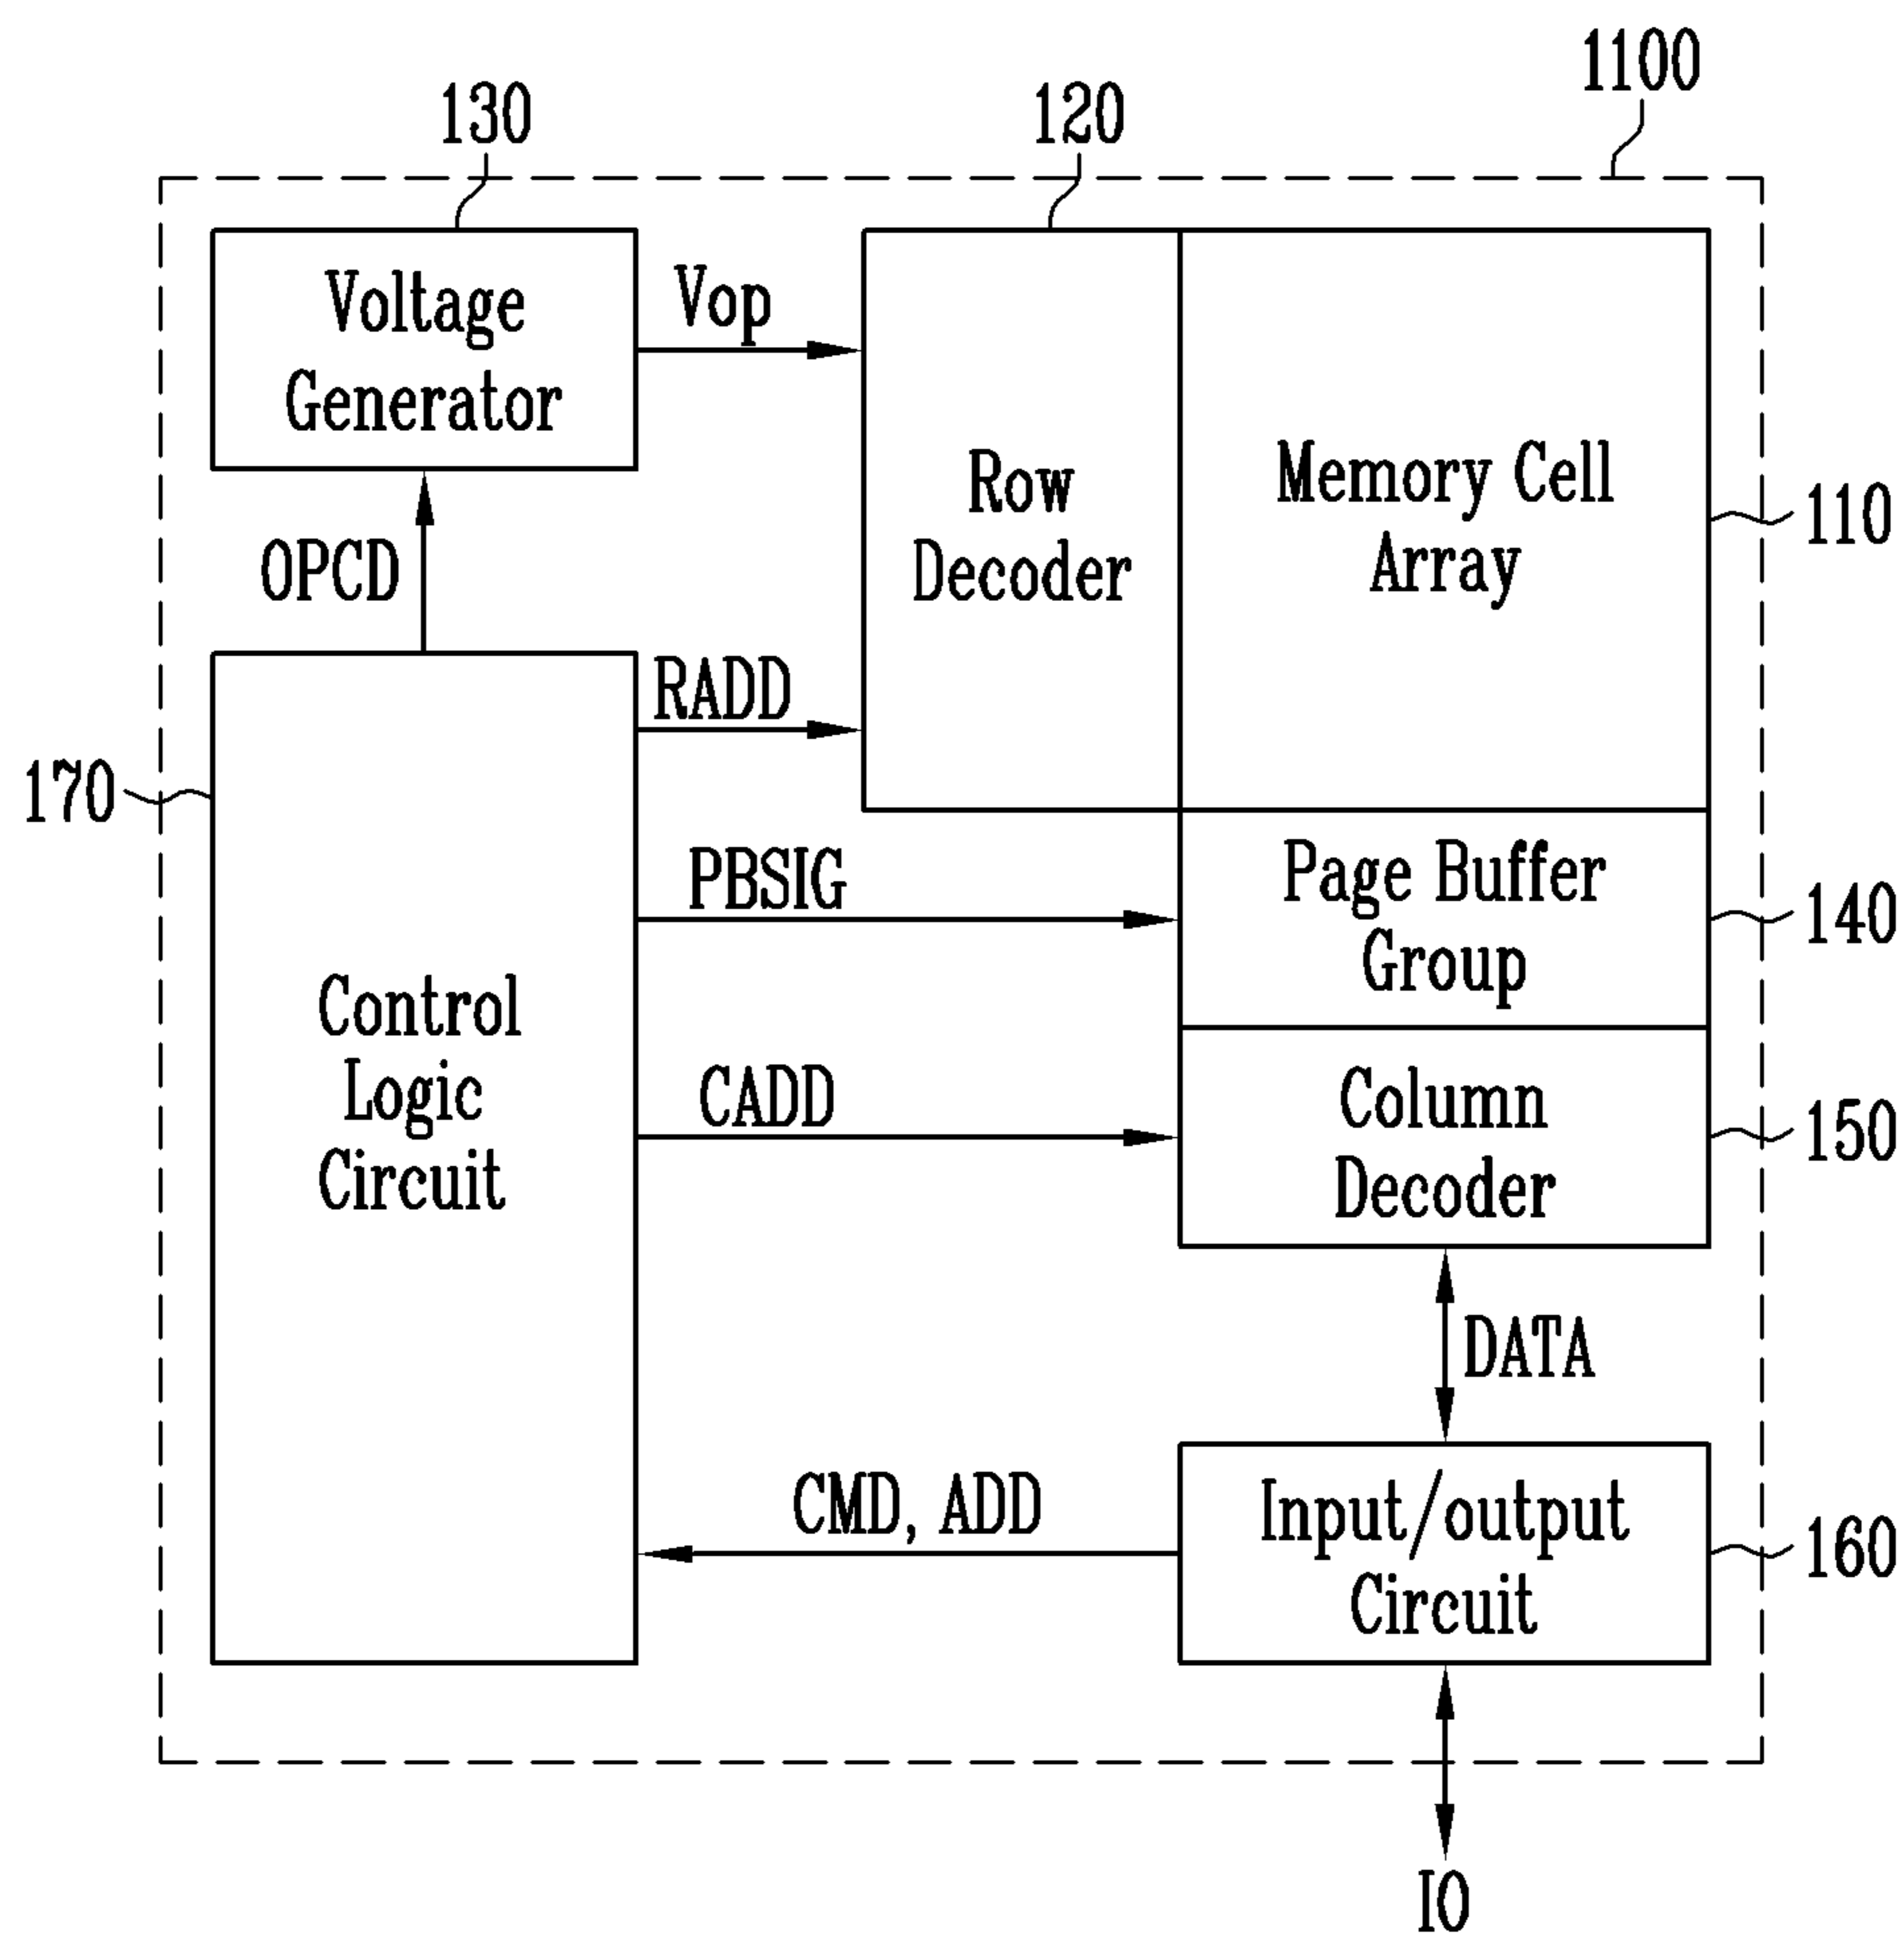 1100
130
120
Voltage
Generator
Vop
Row
Decoder
Memory Cell
Array
110
OPCD
RADD
170
PBSIG
Page Buffer
Group
140
Control
Logic
Circuit
CADD
Column
Decoder
150
DATA
CMD, ADD
Input/output
Circuit
160
IO